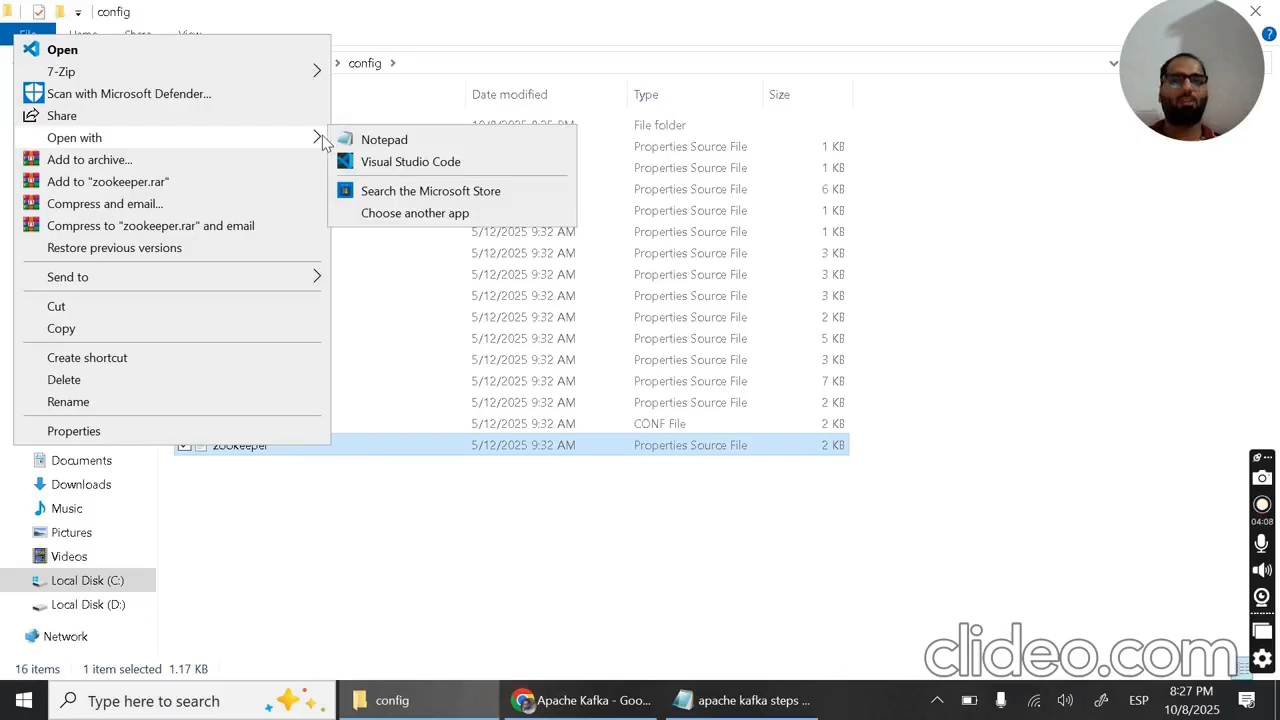 config
File
Home
Share
View
config
Open
7-Zip
Scan with Microsoft Defender...
Share
Open with
Add to archive...
Add to "zookeeper.rar"
Compress and email...
Compress to "zookeeper.rar" and email
Restore previous versions
Send to
Cut
Copy
Create shortcut
Delete
Rename
Properties
Notepad
Visual Studio Code
Search the Microsoft Store
Choose another app
Date modified Type Size
File folder
Properties Source File 1 KB
Properties Source File 1 KB
Properties Source File 6 KB
Properties Source File 1 KB
5/12/2025 9:32 AM Properties Source File 1 KB
5/12/2025 9:32 AM Properties Source File 3 KB
5/12/2025 9:32 AM Properties Source File 3 KB
5/12/2025 9:32 AM Properties Source File 3 KB
5/12/2025 9:32 AM Properties Source File 2 KB
5/12/2025 9:32 AM Properties Source File 5 KB
5/12/2025 9:32 AM Properties Source File 3 KB
5/12/2025 9:32 AM Properties Source File 7 KB
5/12/2025 9:32 AM Properties Source File 2 KB
5/12/2025 9:32 AM CONF File 2 KB
zookeeper 5/12/2025 9:32 AM Properties Source File 2 KB
Documents
Downloads
Music
Pictures
Videos
Local Disk (C:)
Local Disk (D:)
Network
16 items 1 item selected 1.17 KB
04:08
clideo.com
Type here to search
config
Apache Kafka - Goo...
apache kafka steps ...
ESP
8:27 PM
10/8/2025